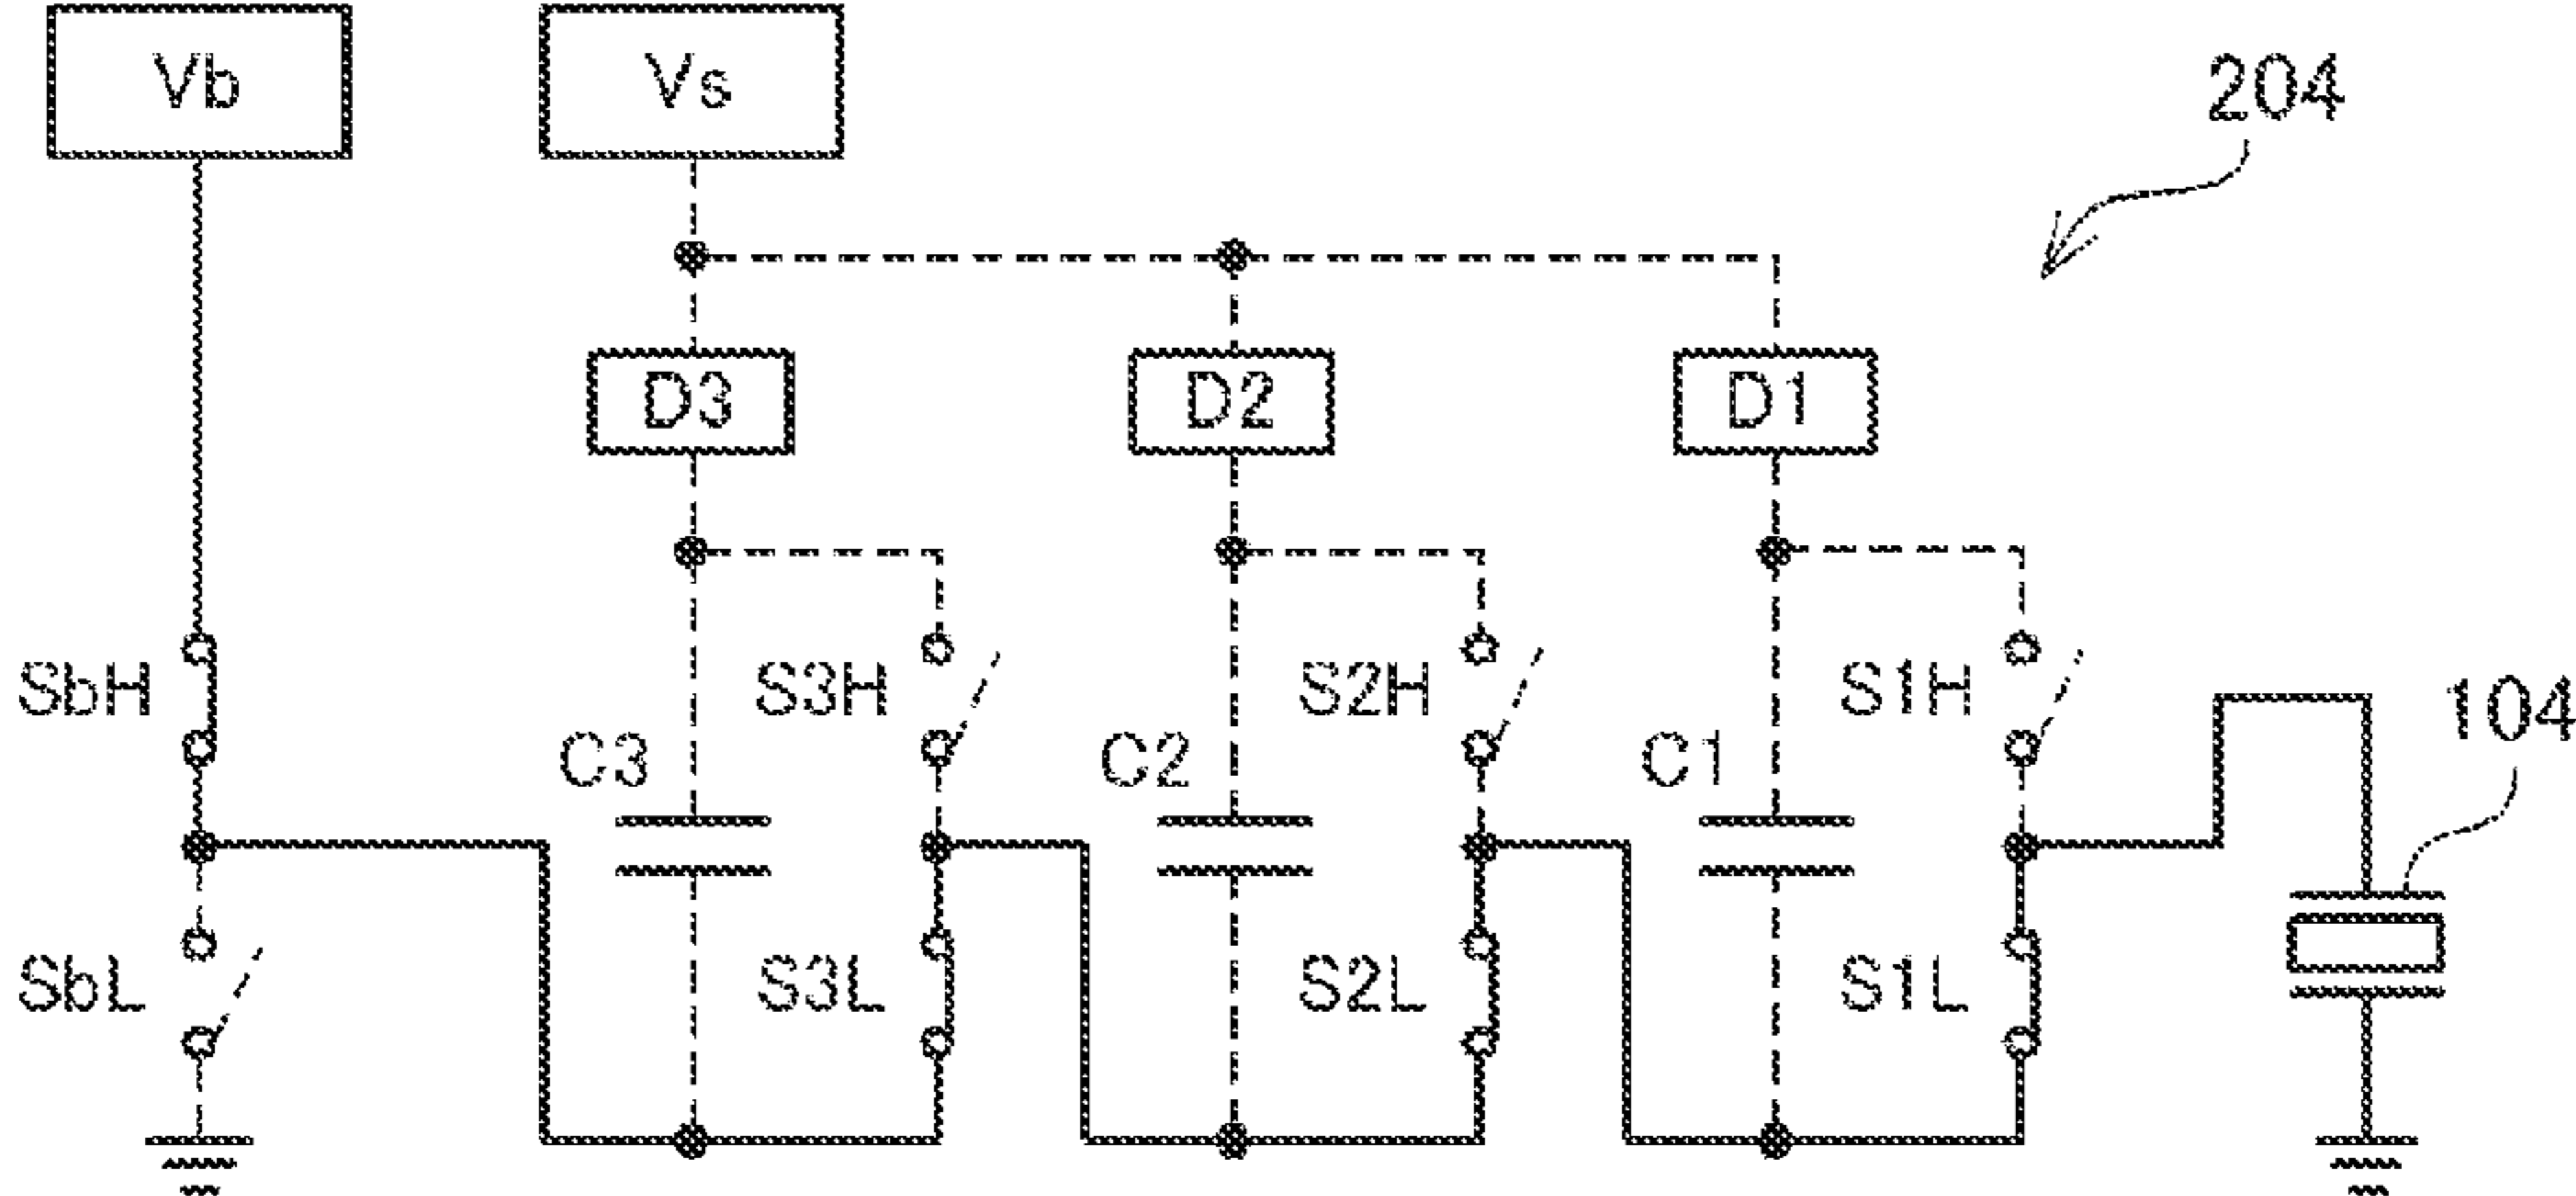 Vb
Vs
204
D3
D2
D1
SbH
S3H
S2H
S1H
104
C3
C2
C1
SbL
S3L
S2L
S1L